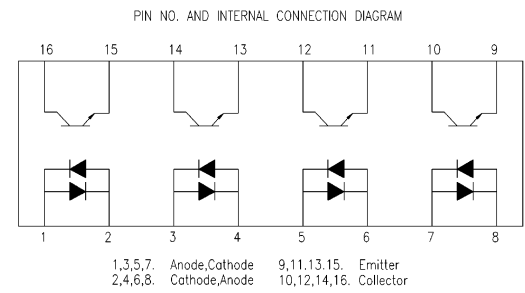 PIN NO. AND INTERNAL CONNECTION DIAGRAM
16 15 14 13 12 11 10 9
1 2 3 4 5 6 7 8
1,3,5,7. Anode,Cathode 9,11.13.15. Emitter
2,4,6,8. Cathode,Anode 10,12,14,16. Collector